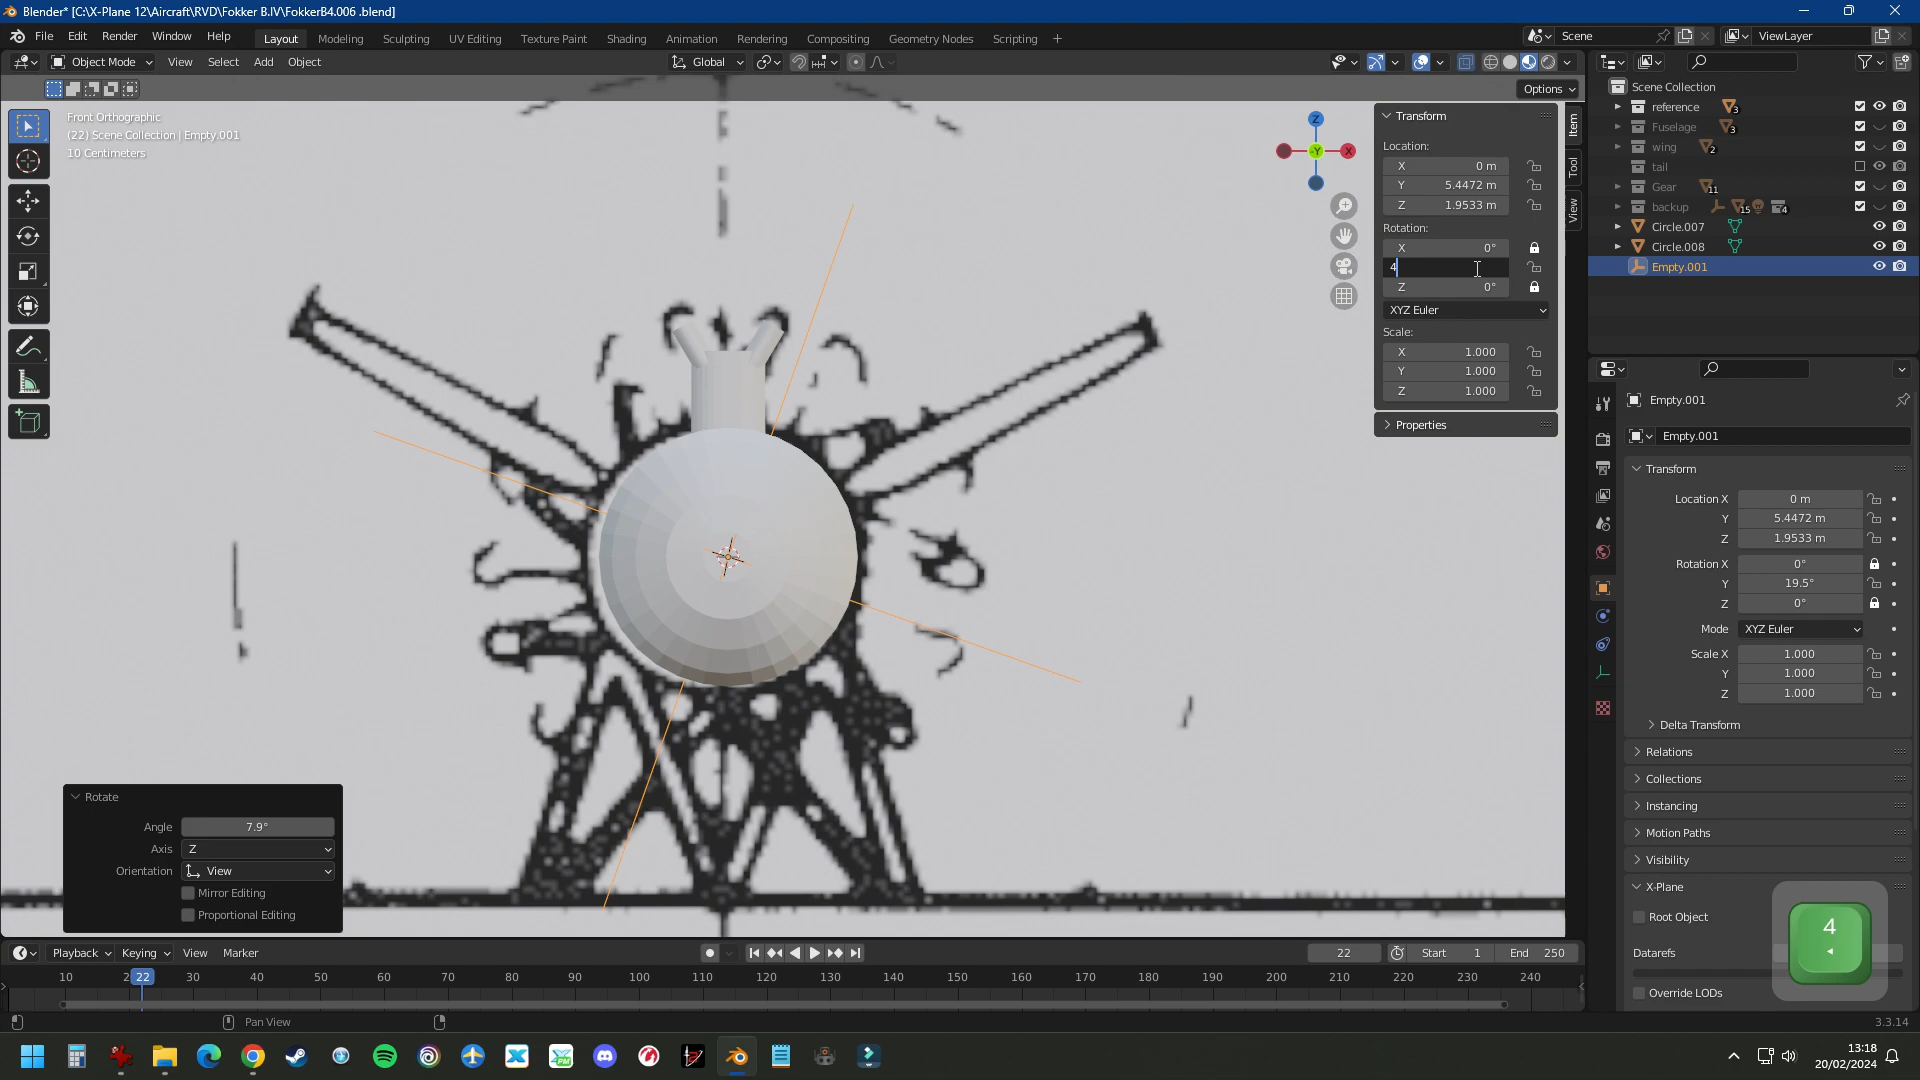 Blender* [C:\X-Plane 12\Aircraft\RVD\Fokker B.IV\FokkerB4.006 .blend]
File Edit Render Window Help
Layout Modeling Sculpting UV Editing Texture Paint Shading Animation Rendering Compositing Geometry Nodes Scripting +
Scene
ViewLayer
Object Mode View Select Add Object
Global
Options
Front Orthographic
(22) Scene Collection | Empty.001
10 Centimeters
Z
X
-Y
Transform
Location:
X 0 m
Y 5.4472 m
Z 1.9533 m
Rotation:
X 0°
4
Z 0°
XYZ Euler
Scale:
X 1.000
Y 1.000
Z 1.000
Properties
Item
Tool
View
Scene Collection
reference 3
Fuselage 3
wing 2
tail
Gear 11
backup 15 4
Circle.007
Circle.008
Empty.001
Empty.001
Empty.001
Transform
Location X 0 m
Y 5.4472 m
Z 1.9533 m
Rotation X 0°
Y 19.5°
Z 0°
Mode XYZ Euler
Scale X 1.000
Y 1.000
Z 1.000
Delta Transform
Relations
Collections
Instancing
Motion Paths
Visibility
X-Plane
Root Object
Datarefs
Override LODs
4
Rotate
Angle 7.9°
Axis Z
Orientation View
Mirror Editing
Proportional Editing
Playback Keying View Marker
22 Start 1 End 250
10 2 22 30 40 50 60 70 80 90 100 110 120 130 140 150 160 170 180 190 200 210 220 230 240
Pan View
3.3.14
13:18
20/02/2024